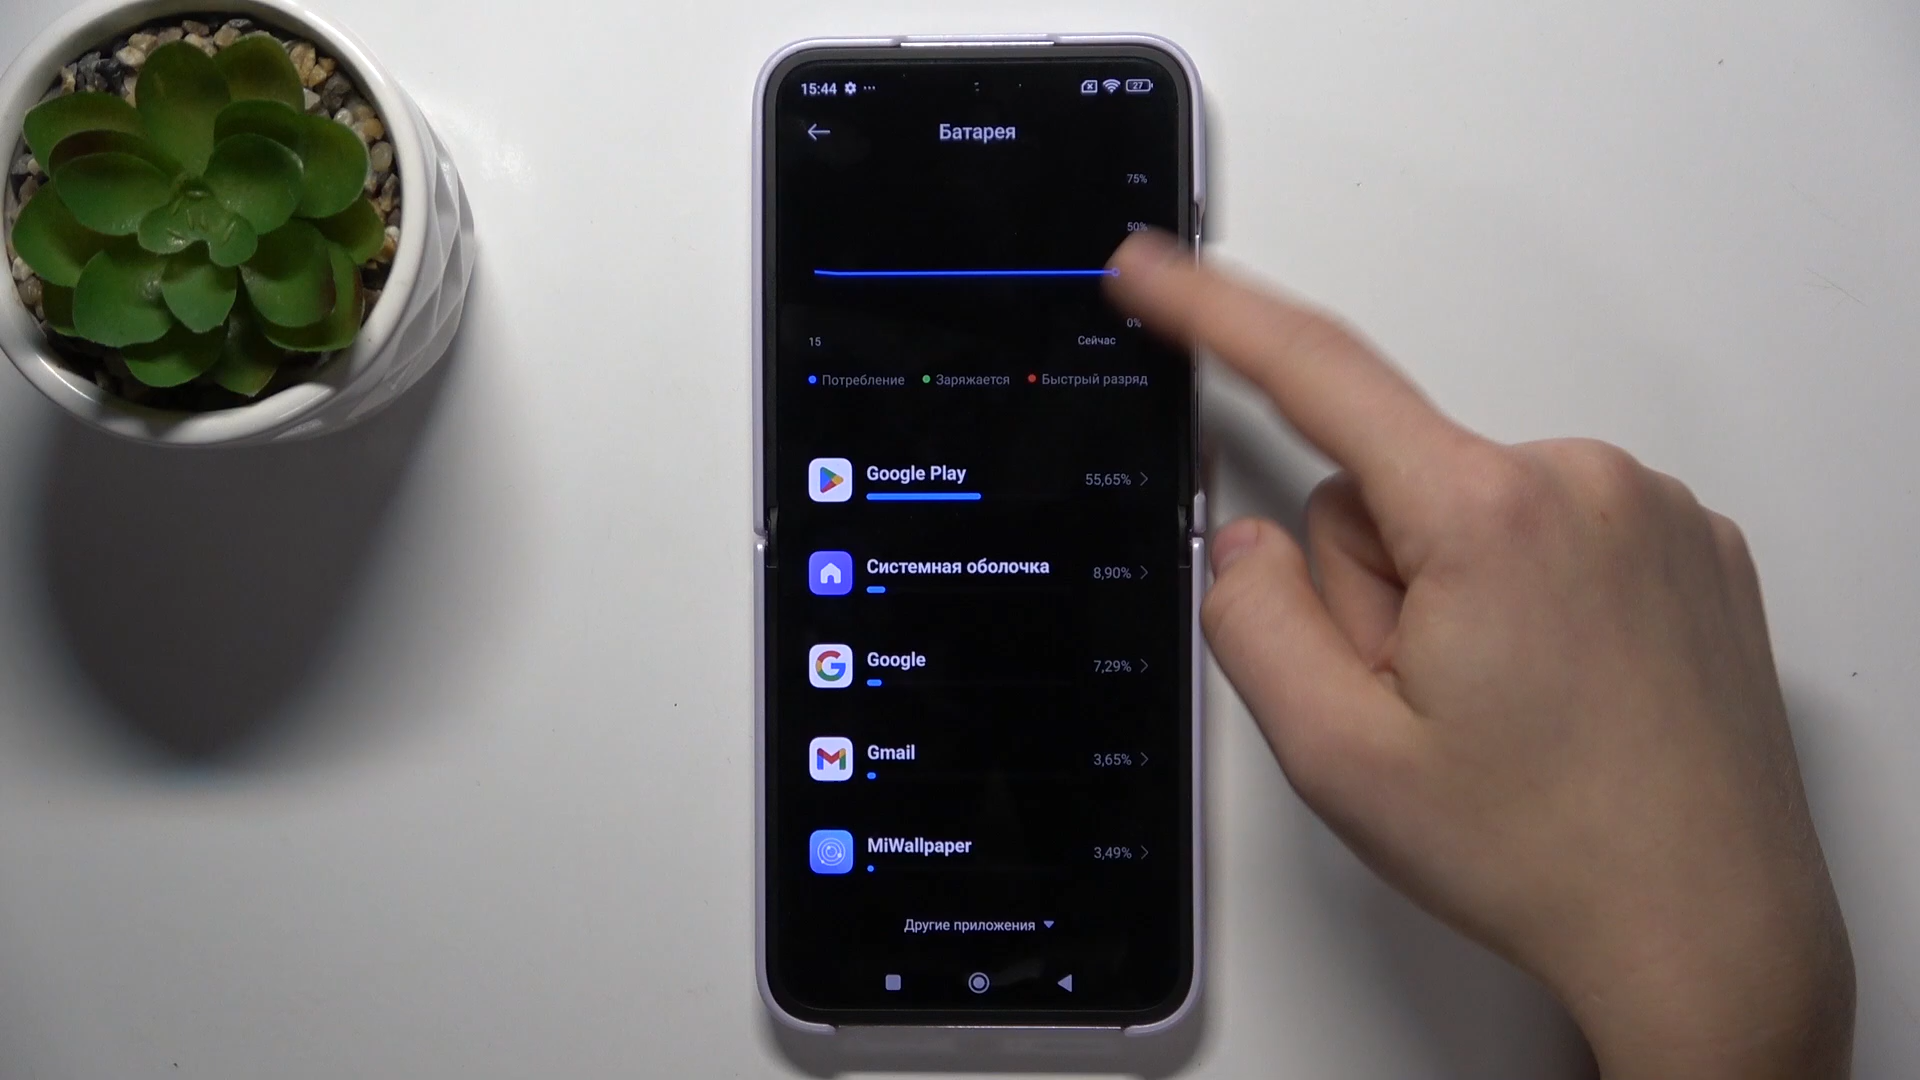 15:44 27
Батарея
75%
50%
0%
15 Сейчас
Потребление Заряжается Быстрый разряд
Google Play 55,65%
Системная оболочка 8,90%
Google 7,29%
Gmail 3,65%
MiWallpaper 3,49%
Другие приложения